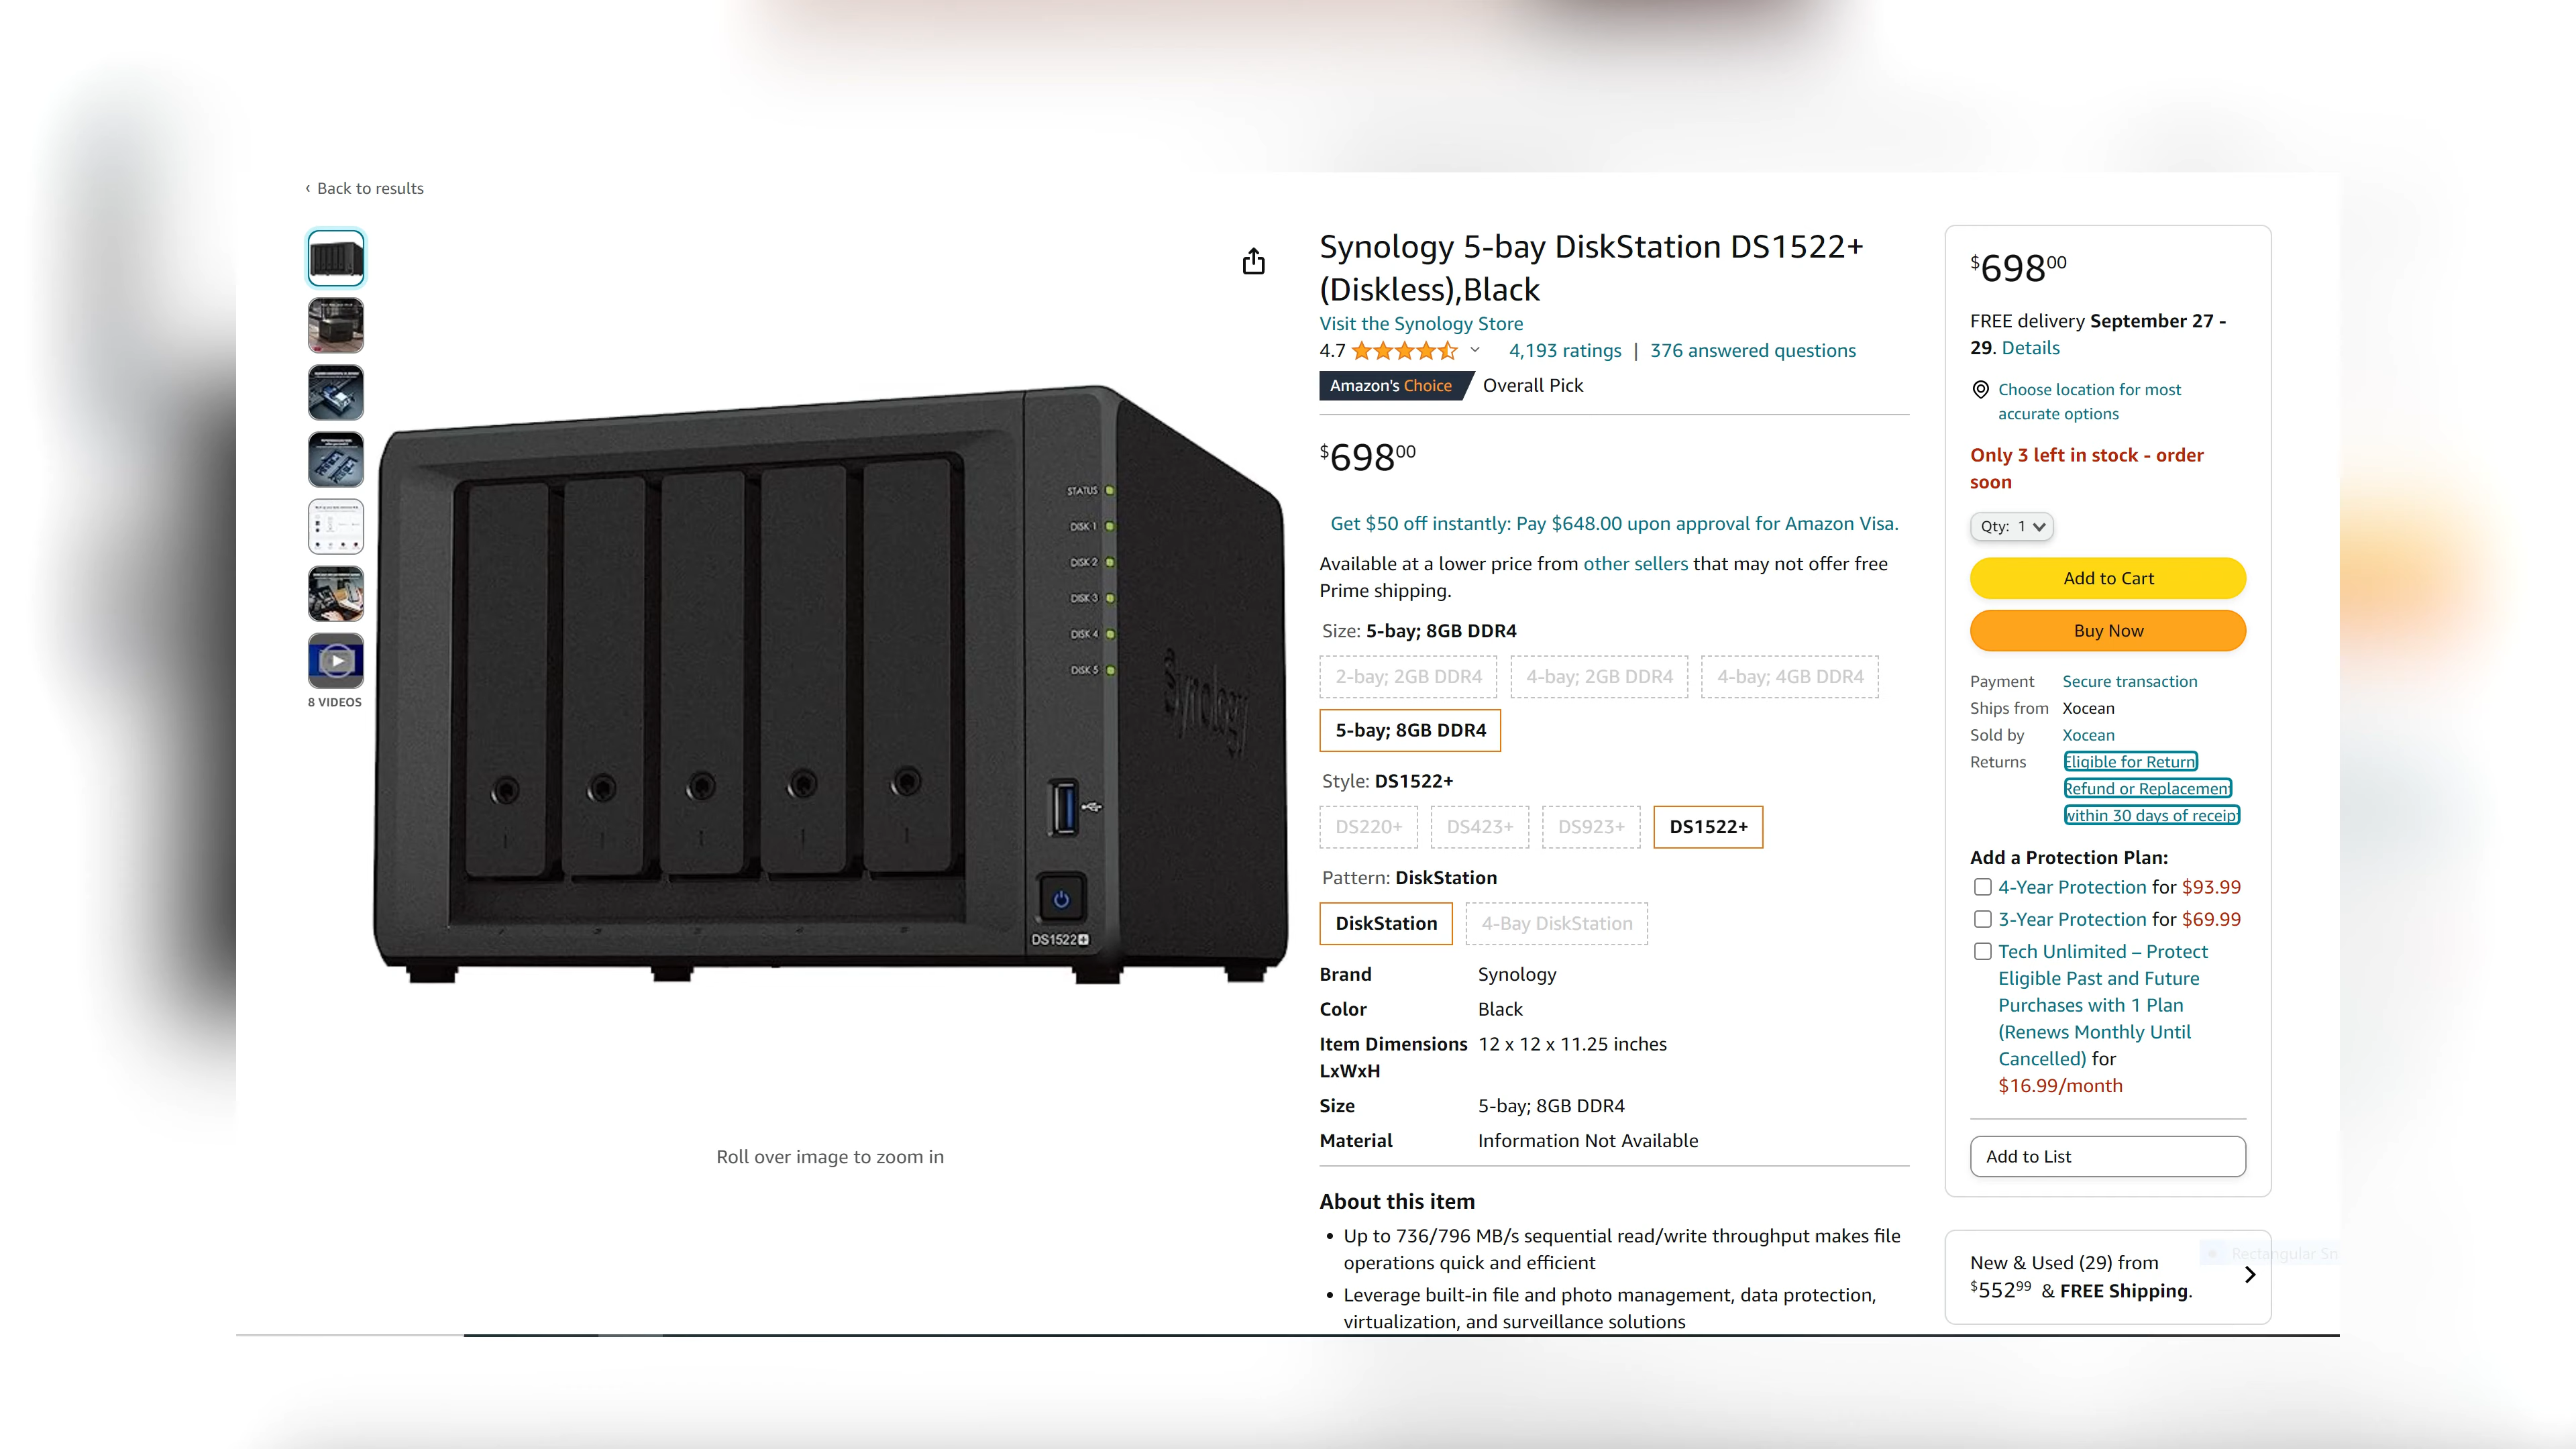 ‹ Back to results
8 VIDEOS
STATUS
DISK 1
DISK 2
DISK 3
DISK 4
DISK 5
Synology
DS1522+
Roll over image to zoom in
Synology 5-bay DiskStation DS1522+
(Diskless),Black
Visit the Synology Store
4.7 4,193 ratings | 376 answered questions
Amazon's Choice Overall Pick
$69800
Get $50 off instantly: Pay $648.00 upon approval for Amazon Visa.
Available at a lower price from other sellers that may not offer free
Prime shipping.
Size: 5-bay; 8GB DDR4
2-bay; 2GB DDR4 4-bay; 2GB DDR4 4-bay; 4GB DDR4
5-bay; 8GB DDR4
Style: DS1522+
DS220+ DS423+ DS923+ DS1522+
Pattern: DiskStation
DiskStation 4-Bay DiskStation
Brand Synology
Color Black
Item Dimensions 12 x 12 x 11.25 inches
LxWxH
Size 5-bay; 8GB DDR4
Material Information Not Available
About this item
• Up to 736/796 MB/s sequential read/write throughput makes file
operations quick and efficient
• Leverage built-in file and photo management, data protection,
virtualization, and surveillance solutions
$69800
FREE delivery September 27 -
29. Details
Choose location for most
accurate options
Only 3 left in stock - order
soon
Qty: 1
Add to Cart
Buy Now
Payment Secure transaction
Ships from Xocean
Sold by Xocean
Returns Eligible for Return,
Refund or Replacement
within 30 days of receipt
Add a Protection Plan:
4-Year Protection for $93.99
3-Year Protection for $69.99
Tech Unlimited – Protect
Eligible Past and Future
Purchases with 1 Plan
(Renews Monthly Until
Cancelled) for
$16.99/month
Add to List
New & Used (29) from
$55299 & FREE Shipping.
Rectangular Sn